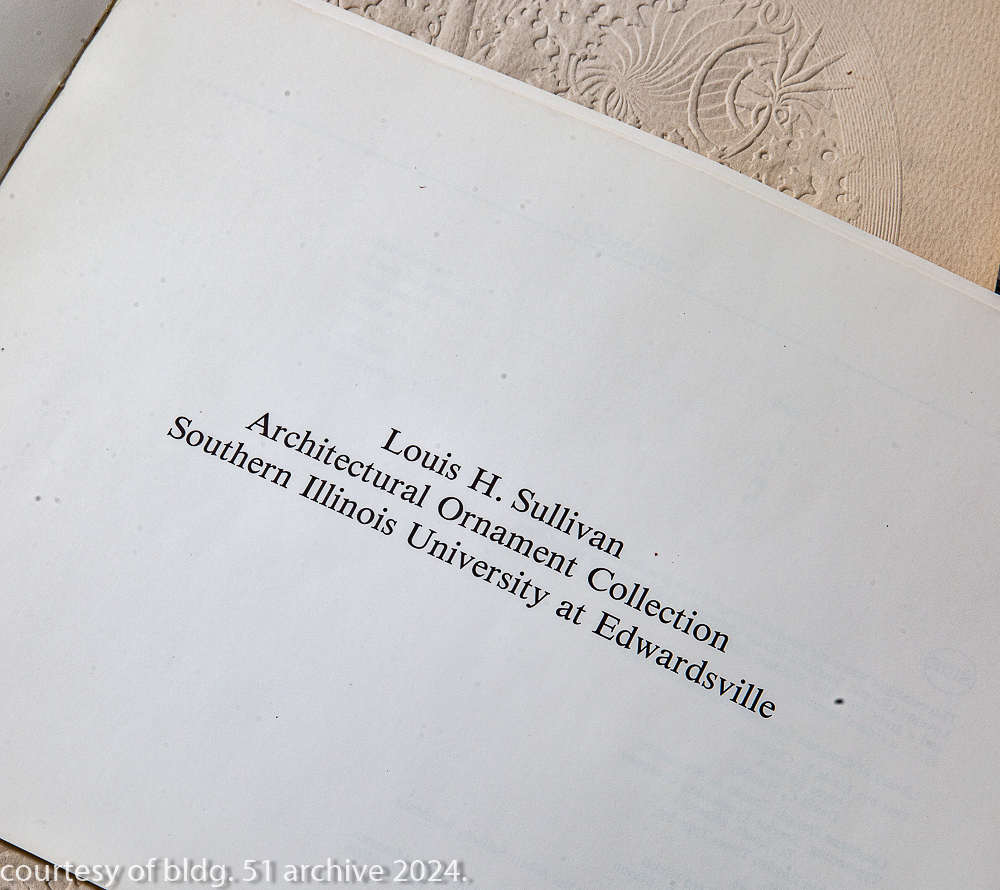 Louis H. Sullivan
Architectural Ornament Collection
Southern Illinois University at Edwardsville
courtesy of bldg. 51 archive 2024.